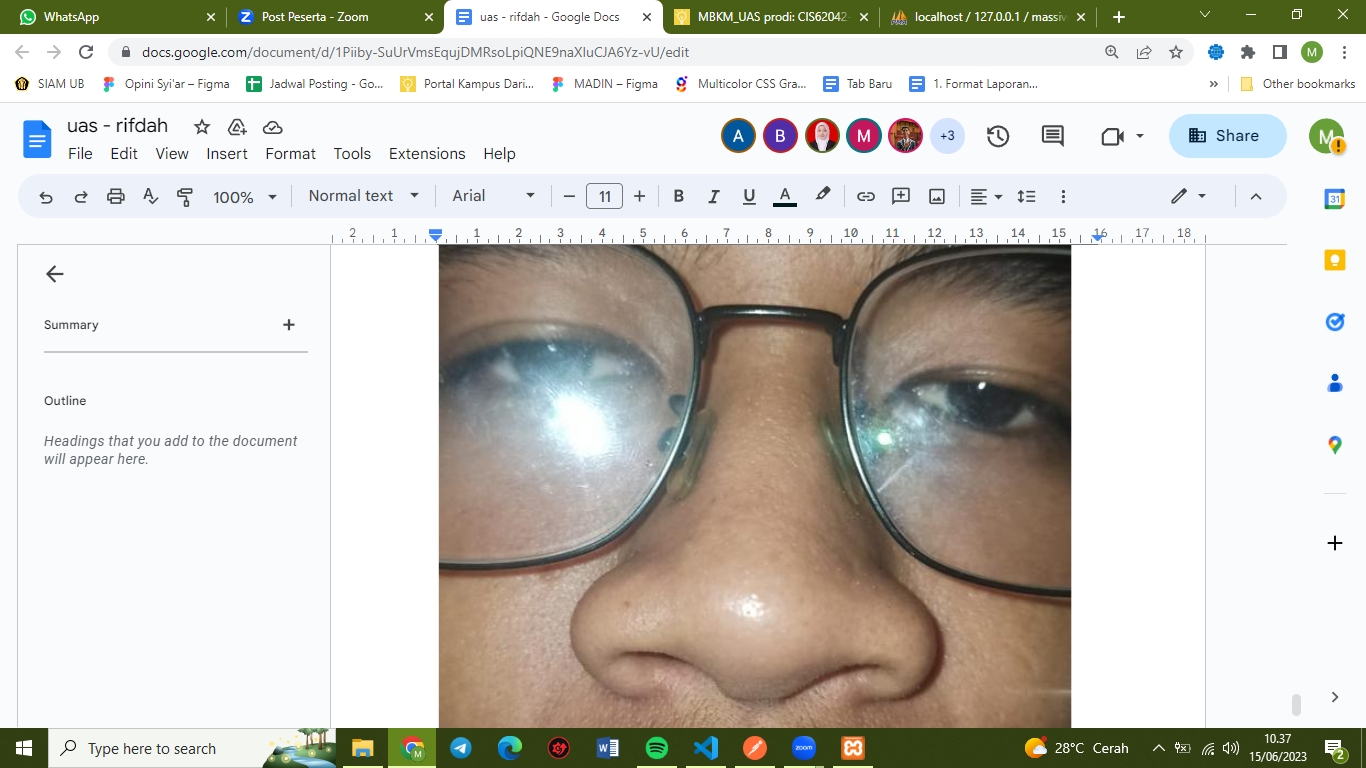 WhatsApp
Post Peserta - Zoom
uas - rifdah - Google Docs
MBKM_UAS prodi: CIS62042
localhost / 127.0.0.1 / massiv
docs.google.com/document/d/1Piiby-SuUrVmsEqujDMRsoLpiQNE9naXIuCJA6Yz-vU/edit
M
SIAM UB
Opini Syi'ar – Figma
Jadwal Posting - Go...
Portal Kampus Dari...
MADIN – Figma
Multicolor CSS Gra...
Tab Baru
1. Format Laporan...
»
Other bookmarks
uas - rifdah
File Edit View Insert Format Tools Extensions Help
A B M +3
Share
M
100% Normal text Arial 11 B I U A
2 1 1 2 3 4 5 6 7 8 9 10 11 12 13 14 15 16 17 18
31
Summary
Outline
Headings that you add to the document
will appear here.
Type here to search
28°C Cerah
10.37
15/06/2023
2